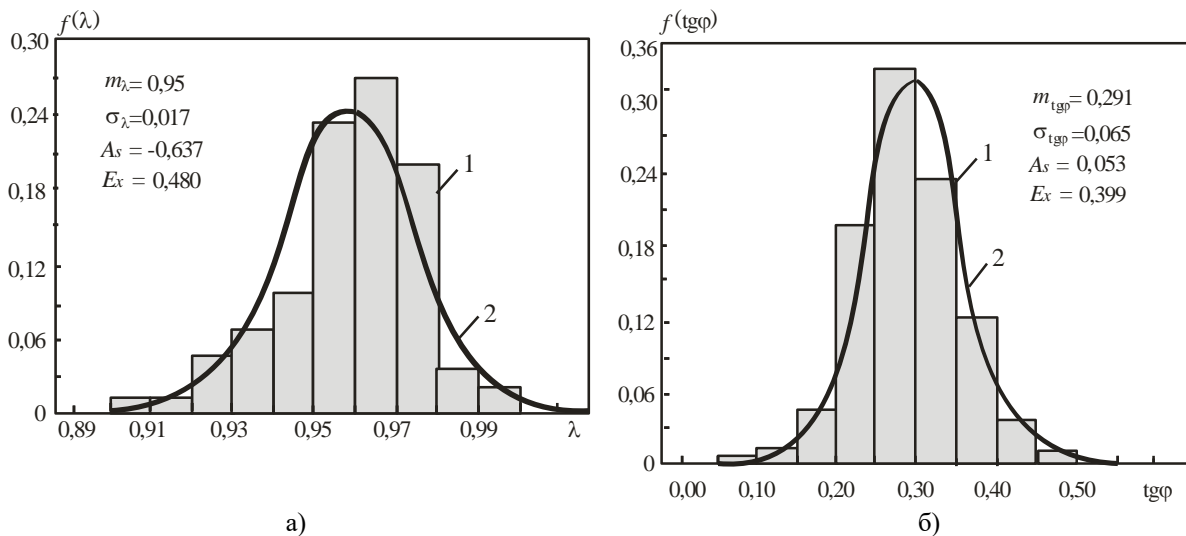 f(λ)
0,30
0,24
0,18
0,12
0,06
0
mλ= 0,95
σλ=0,017
As = -0,637
Ex = 0,480
1
2
0,89 0,91 0,93 0,95 0,97 0,99 λ
а)
f(tgφ)
0,36
0,30
0,24
0,18
0,12
0,06
0
mtgφ= 0,291
σtgφ=0,065
As = 0,053
Ex = 0,399
1
2
0,00 0,10 0,20 0,30 0,40 0,50 tgφ
б)